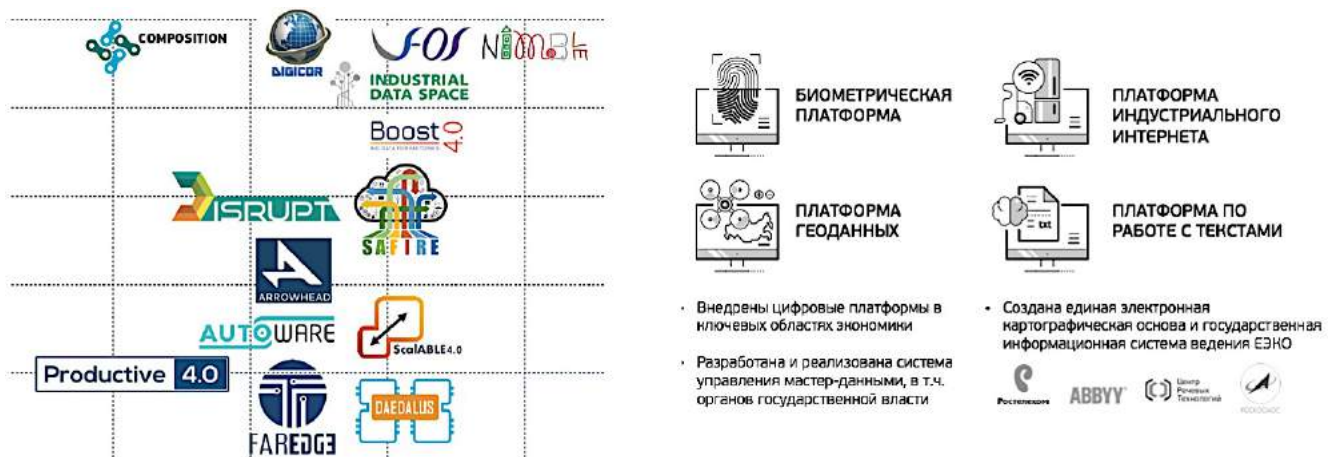 COMPOSITION
DIGICOR
NIMBLE
INDUSTRIAL
DATA SPACE
Boost 4.0
DISRUPT
SAFIRE
ARROWHEAD
AUTOWARE
ScalABLE4.0
Productive 4.0
FAREDGE
DAEDALUS
БИОМЕТРИЧЕСКАЯ
ПЛАТФОРМА
ПЛАТФОРМА
ИНДУСТРИАЛЬНОГО
ИНТЕРНЕТА
ПЛАТФОРМА
ГЕОДАННЫХ
txt
ПЛАТФОРМА ПО
РАБОТЕ С ТЕКСТАМИ
• Внедрены цифровые платформы в
ключевых областях экономики
• Разработана и реализована система
управления мастер-данными, в т.ч.
органов государственной власти
• Создана единая электронная
картографическая основа и государственная
информационная система ведения ЕЭКО
Ростелеком
ABBYY
Центр
Речевых
Технологий
РОСКОСМОС